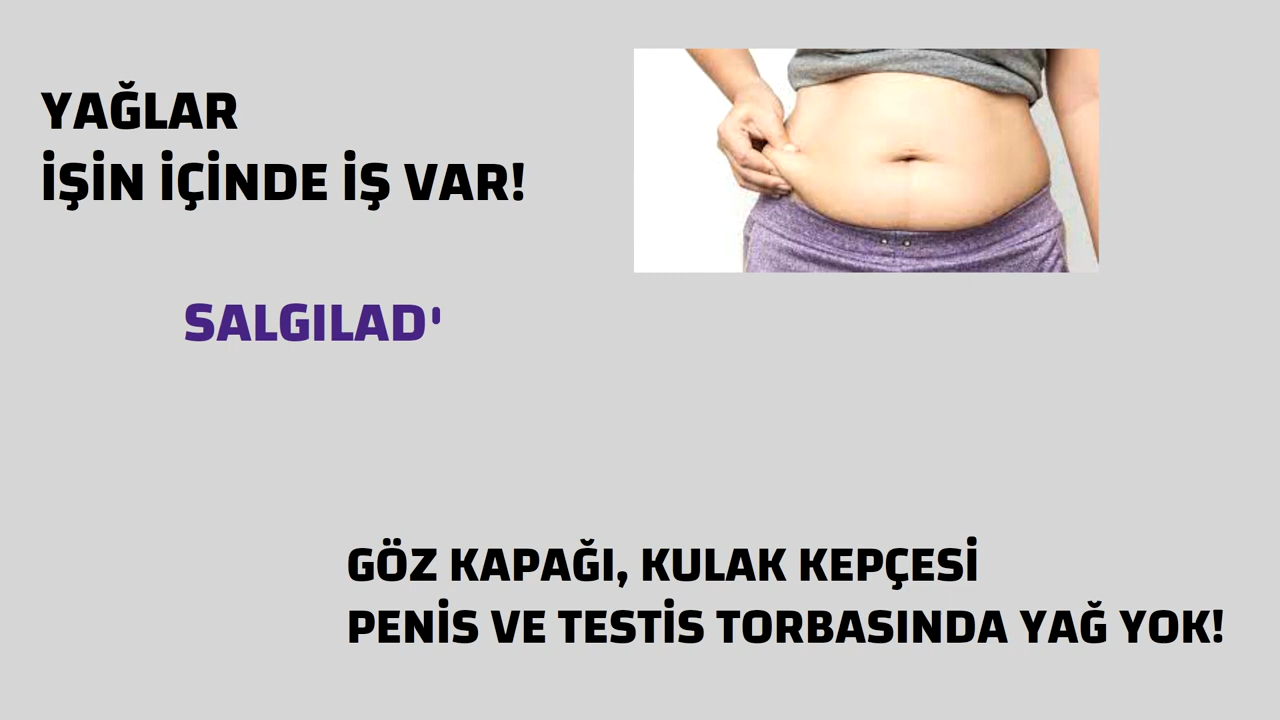 YAĞLAR
İŞİN İÇİNDE İŞ VAR!
SALGILAD'
GÖZ KAPAĞI, KULAK KEPÇESİ
PENİS VE TESTİS TORBASINDA YAĞ YOK!